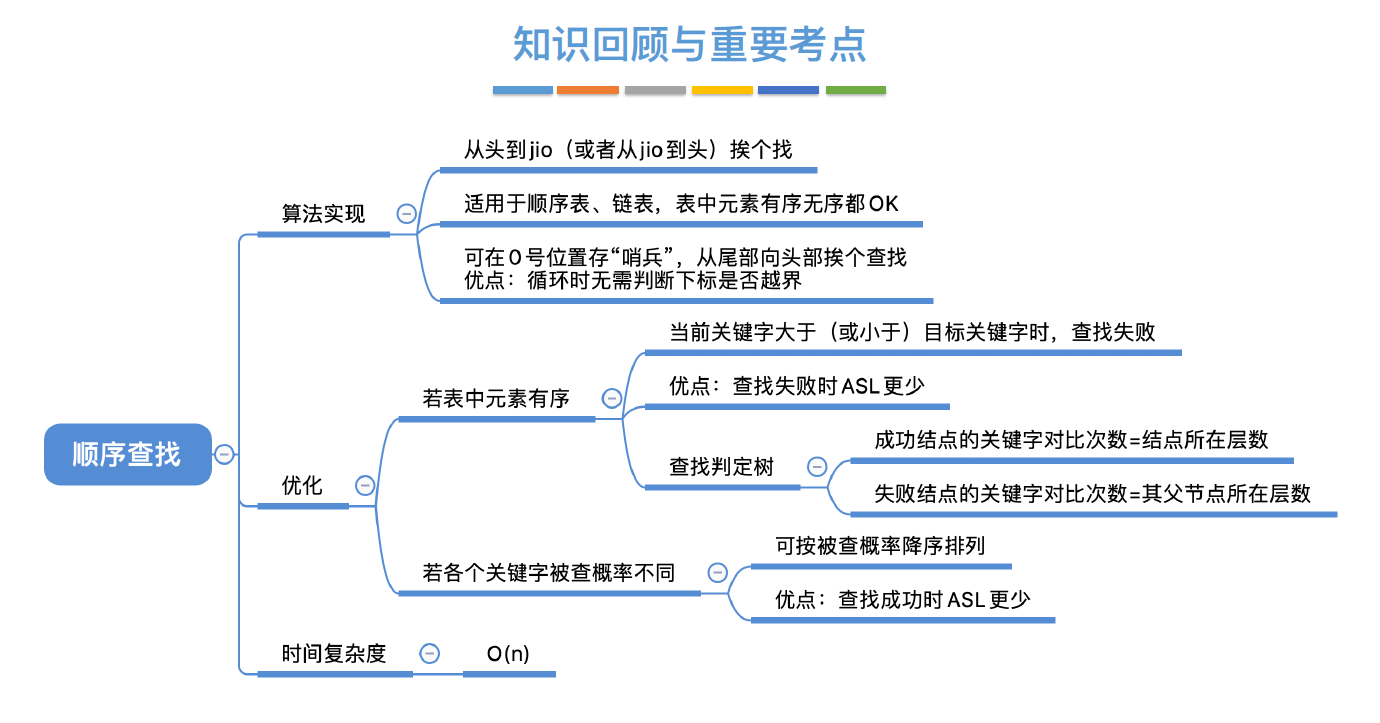 知识回顾与重要考点
从头到jio（或者从jio到头）挨个找
算法实现
适用于顺序表、链表，表中元素有序无序都OK
可在0号位置存“哨兵”，从尾部向头部挨个查找
优点：循环时无需判断下标是否越界
当前关键字大于（或小于）目标关键字时，查找失败
若表中元素有序
优点：查找失败时ASL更少
成功结点的关键字对比次数=结点所在层数
查找判定树
失败结点的关键字对比次数=其父节点所在层数
顺序查找
优化
可按被查概率降序排列
若各个关键字被查概率不同
优点：查找成功时ASL更少
时间复杂度
O(n)